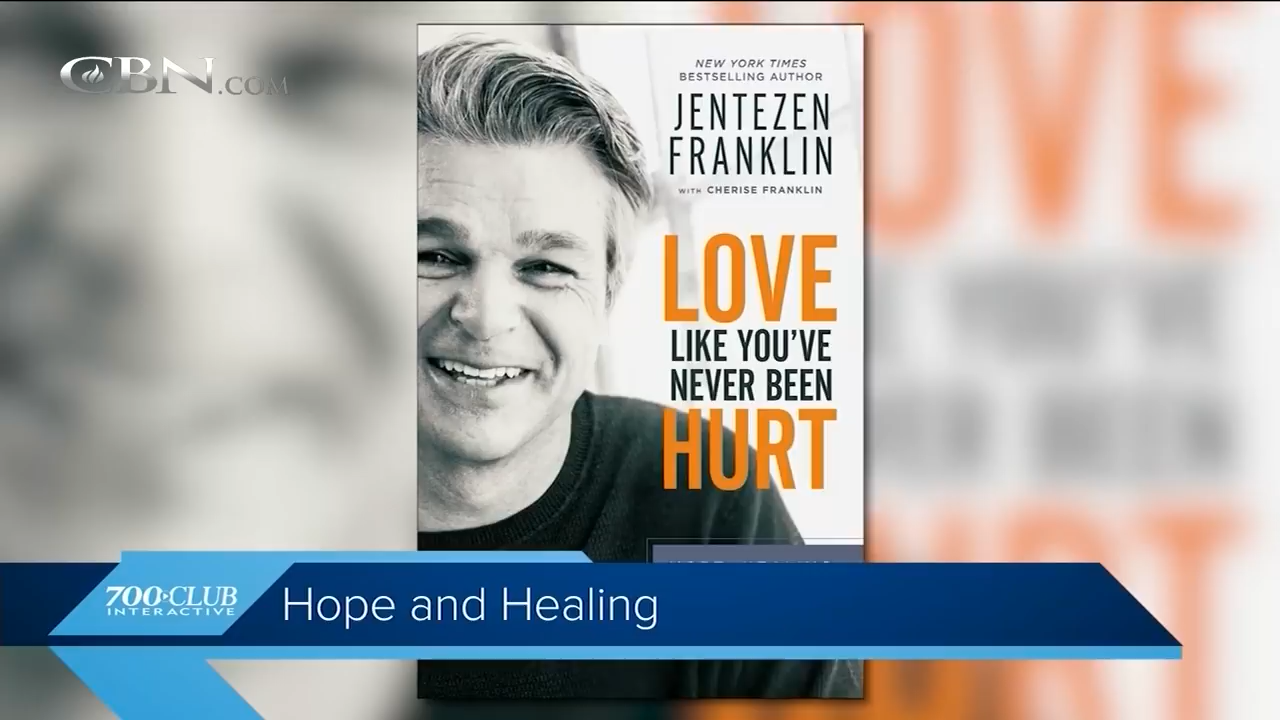 CBN.COM
NEW YORK TIMES
BESTSELLING AUTHOR
JENTEZEN
FRANKLIN
WITH CHERISE FRANKLIN
LOVE
LIKE YOU'VE
NEVER BEEN
HURT
700 CLUB
INTERACTIVE
Hope and Healing